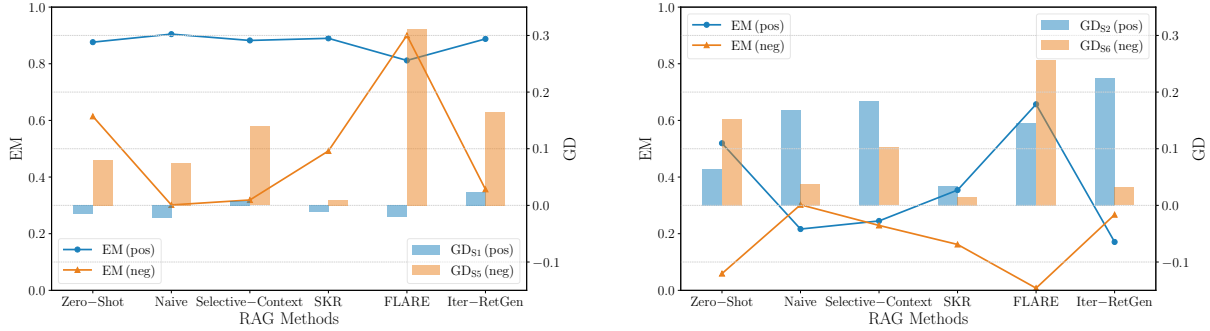 1.0
0.8
0.6
0.4
0.2
0.0
EM
0.3
0.2
0.1
0.0
−0.1
GD
EM (pos)
EM (neg)
GD_S1 (pos)
GD_S5 (neg)
Zero−Shot Naive Selective−Context SKR FLARE Iter−RetGen
RAG Methods
1.0
0.8
0.6
0.4
0.2
0.0
EM
0.3
0.2
0.1
0.0
−0.1
GD
EM (pos)
EM (neg)
GD_S2 (pos)
GD_S6 (neg)
Zero−Shot Naive Selective−Context SKR FLARE Iter−RetGen
RAG Methods